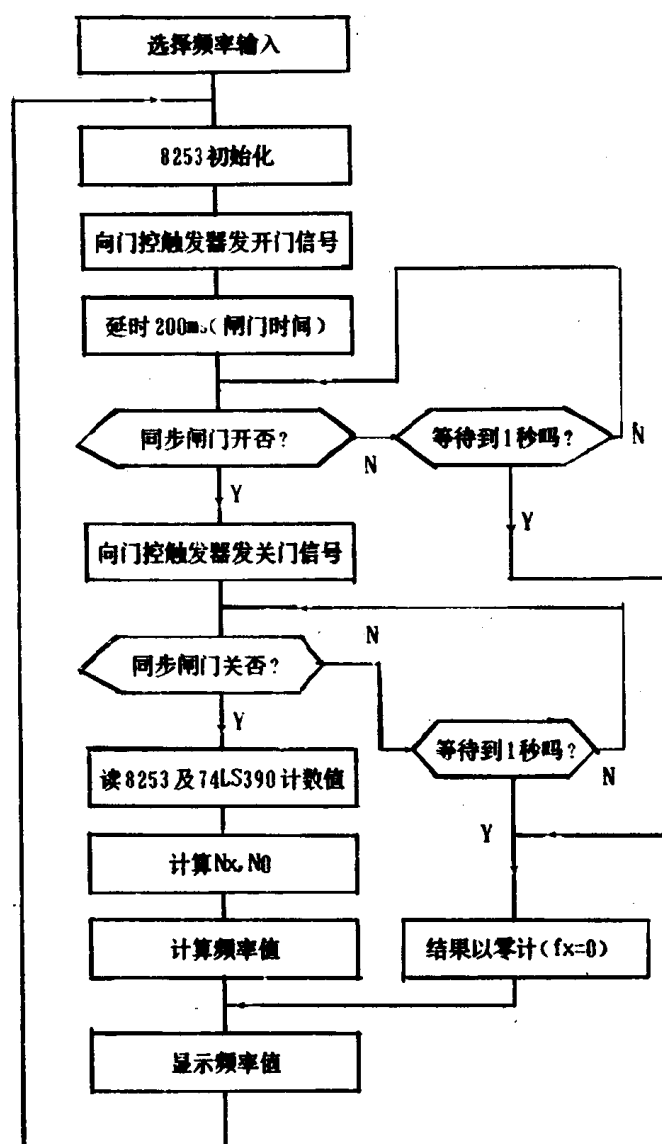 选择频率输入
8253初始化
向门控触发器发开门信号
延时200ms(闸门时间)
同步闸门开否?
N
等待到1秒吗?
N
Y
Y
向门控触发器发关门信号
N
同步闸门关否?
Y
等待到1秒吗?
N
读8253及74LS390计数值
Y
计算Nx,N0
计算频率值
结果以零计(fx=0)
显示频率值